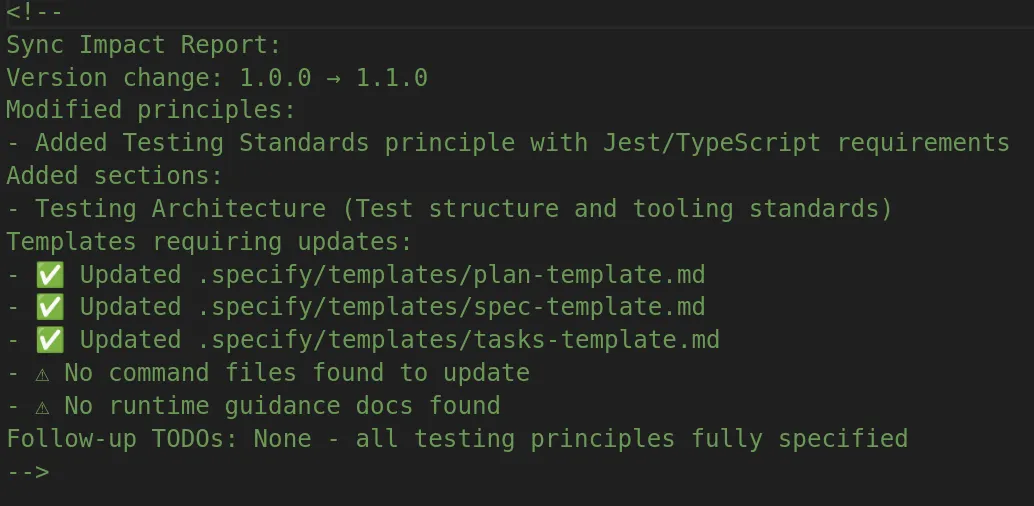 <!--
Sync Impact Report:
Version change: 1.0.0 → 1.1.0
Modified principles:
- Added Testing Standards principle with Jest/TypeScript requirements
Added sections:
- Testing Architecture (Test structure and tooling standards)
Templates requiring updates:
- ✅ Updated .specify/templates/plan-template.md
- ✅ Updated .specify/templates/spec-template.md
- ✅ Updated .specify/templates/tasks-template.md
- ⚠ No command files found to update
- ⚠ No runtime guidance docs found
Follow-up TODOs: None - all testing principles fully specified
-->